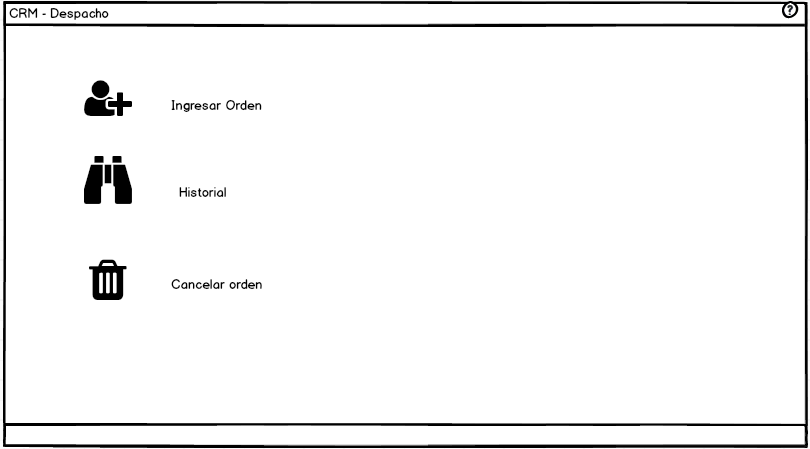 CRM - Despacho
?
Ingresar Orden
Historial
Cancelar orden